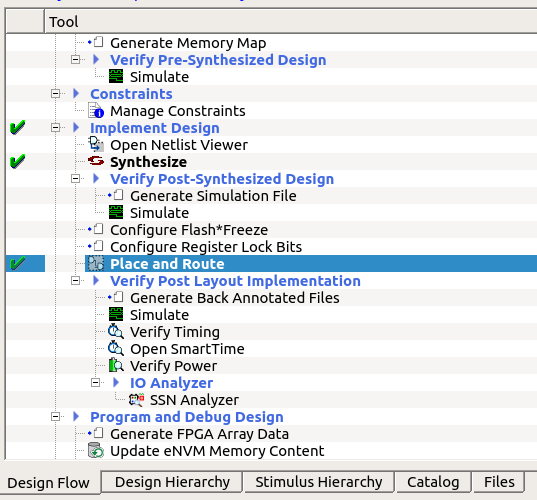 Tool
Generate Memory Map
Verify Pre-Synthesized Design
Simulate
Constraints
Manage Constraints
Implement Design
Open Netlist Viewer
Synthesize
Verify Post-Synthesized Design
Generate Simulation File
Simulate
Configure Flash*Freeze
Configure Register Lock Bits
Place and Route
Verify Post Layout Implementation
Generate Back Annotated Files
Simulate
Verify Timing
Open SmartTime
Verify Power
IO Analyzer
SSN Analyzer
Program and Debug Design
Generate FPGA Array Data
Update eNVM Memory Content
Design Flow Design Hierarchy Stimulus Hierarchy Catalog Files